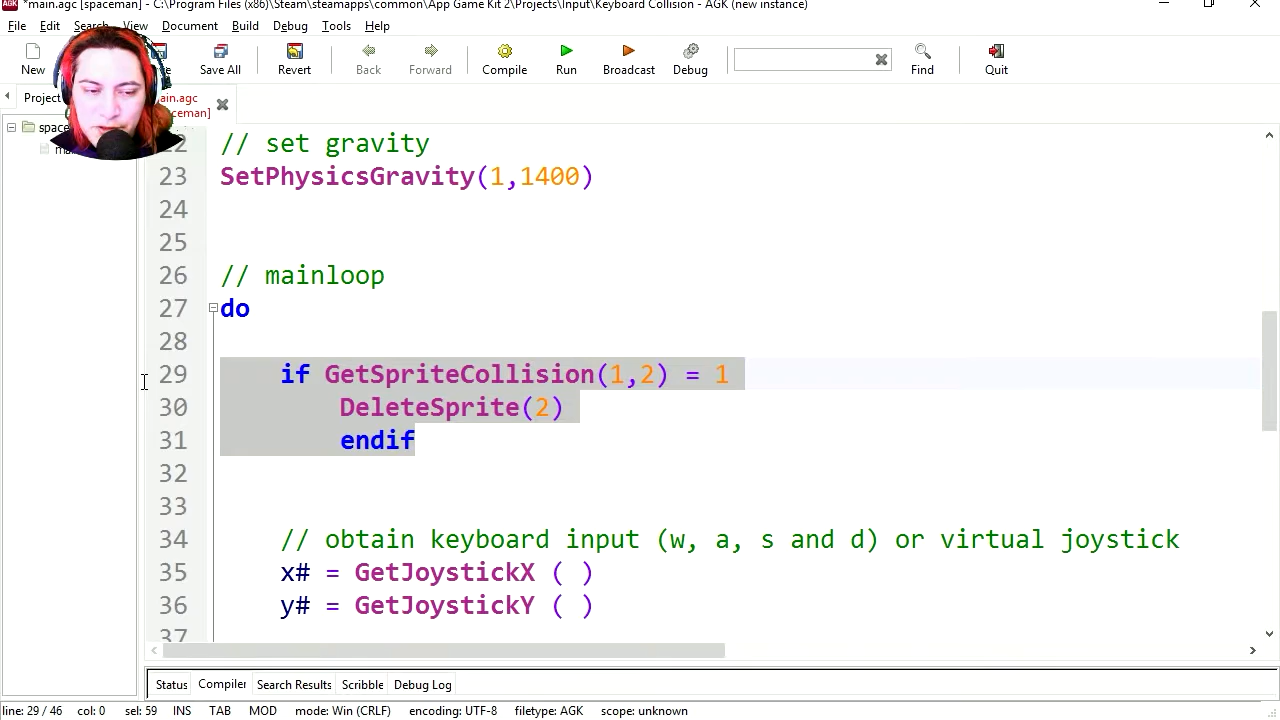 *main.agc [spaceman] - C:\Program Files (x86)\Steam\steamapps\common\App Game Kit 2\Projects\Input\Keyboard Collision - AGK (new instance)
File Edit Search View Document Build Debug Tools Help
New Save All Revert Back Forward Compile Run Broadcast Debug Find Quit
Project
[spaceman]
22 // set gravity
23 SetPhysicsGravity(1,1400)
24
25
26 // mainloop
27 do
28
29 if GetSpriteCollision(1,2) = 1
30 DeleteSprite(2)
31 endif
32
33
34 // obtain keyboard input (w, a, s and d) or virtual joystick
35 x# = GetJoystickX ( )
36 y# = GetJoystickY ( )
37
Status Compiler Search Results Scribble Debug Log
line: 29 / 46 col: 0 sel: 59 INS TAB MOD mode: Win (CRLF) encoding: UTF-8 filetype: AGK scope: unknown